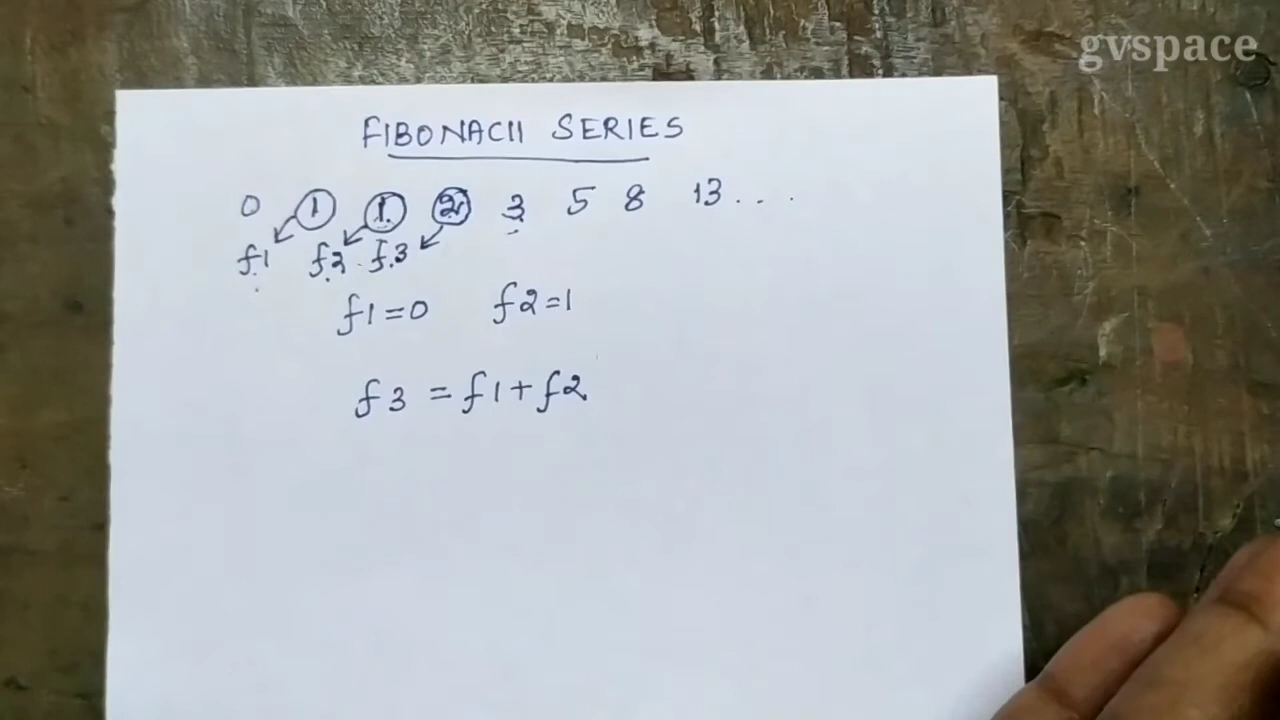 gvspace
FIBONACII SERIES
0 1 1 2 3 5 8 13 . . . .
f1 f2 f3
f1=0 f2=1
f3 = f1+f2